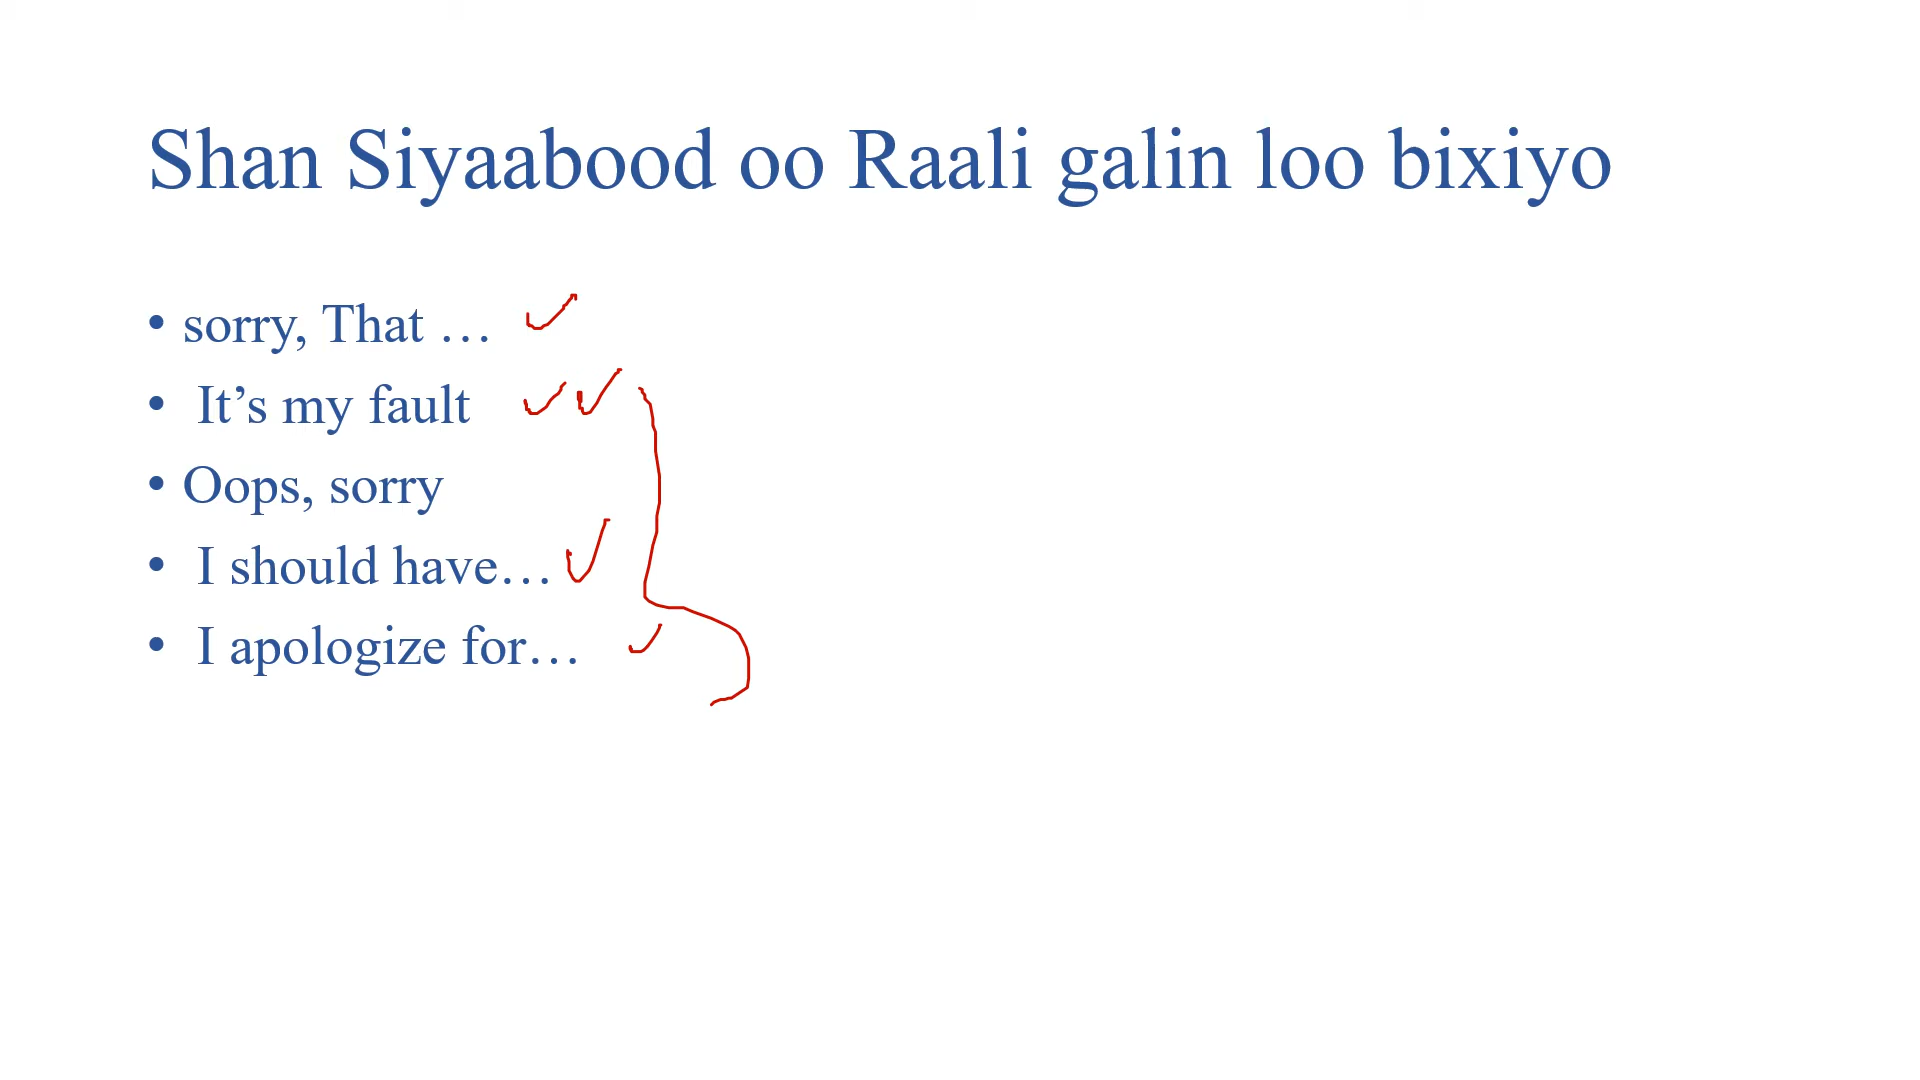 Shan Siyaabood oo Raali galin loo bixiyo
• sorry, That …
• It’s my fault
• Oops, sorry
• I should have…
• I apologize for…